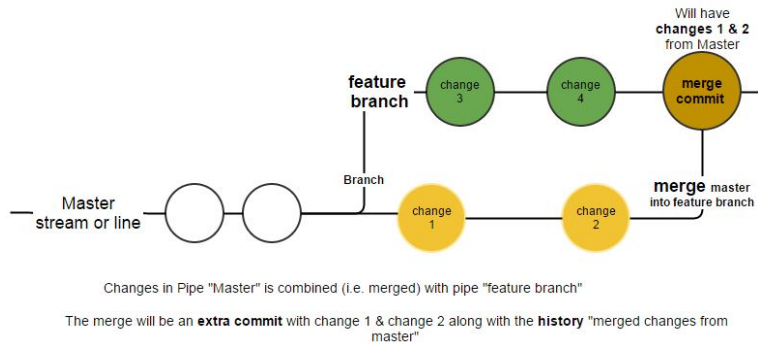 Will have
changes 1 & 2
from Master
feature
branch
change
3
change
4
merge
commit
Branch
Master
stream or line
change
1
change
2
merge master
into feature branch
Changes in Pipe "Master" is combined (i.e. merged) with pipe "feature branch"
The merge will be an extra commit with change 1 & change 2 along with the history "merged changes from
master"